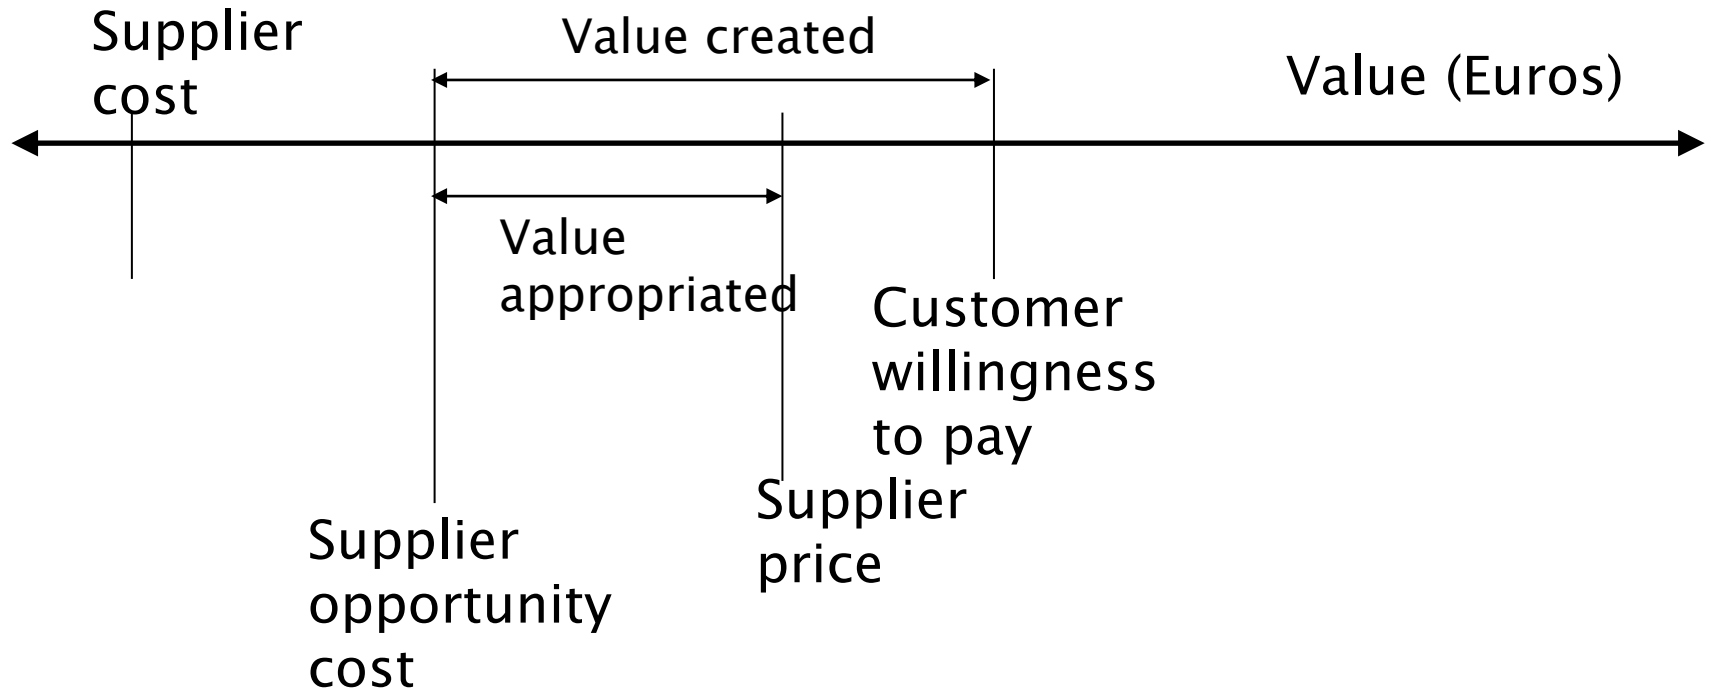 Supplier
cost
Value created
Value (Euros)
Value
appropriated
Customer
willingness
to pay
Supplier
price
Supplier
opportunity
cost